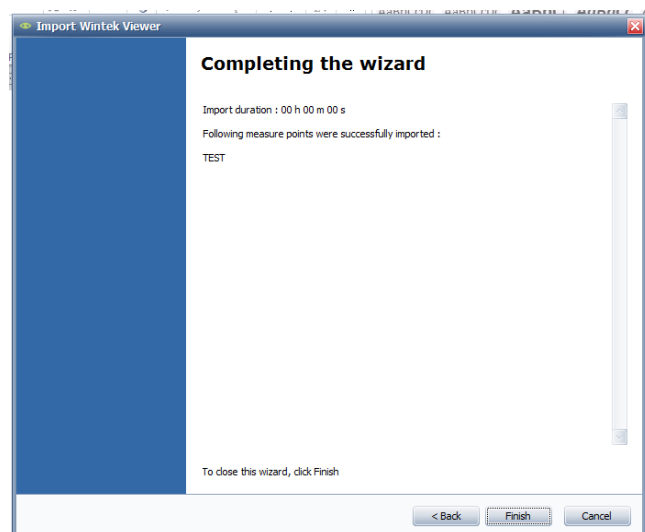 Import Wintek Viewer
Completing the wizard
Import duration : 00 h 00 m 00 s
Following measure points were successfully imported :
TEST
To close this wizard, click Finish
< Back
Finish
Cancel